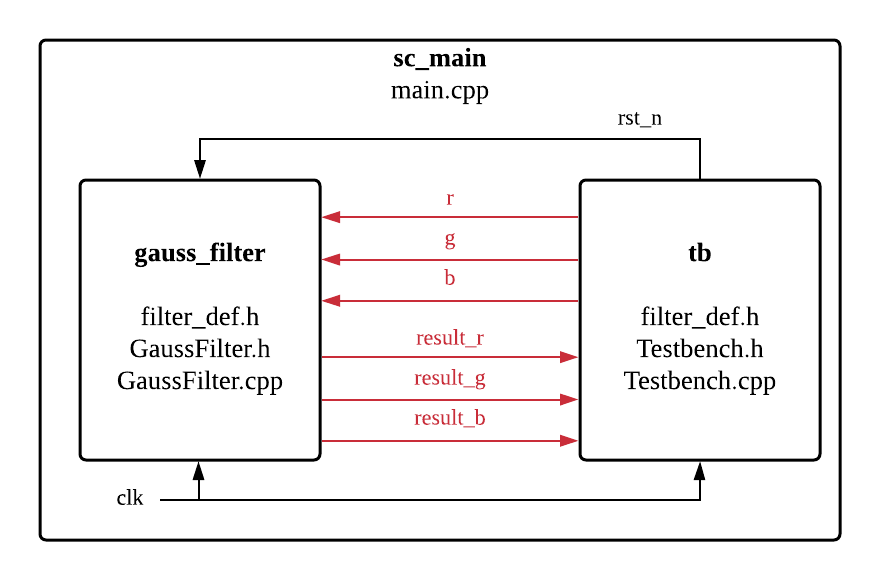 sc_main
main.cpp
rst_n
r
g
b
gauss_filter
filter_def.h
GaussFilter.h
GaussFilter.cpp
tb
filter_def.h
Testbench.h
Testbench.cpp
result_r
result_g
result_b
clk